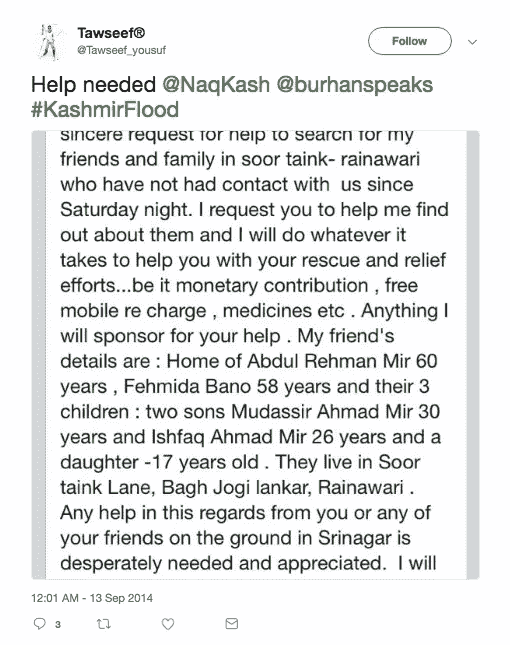 Tawseef®
@Tawseef_yousuf
Follow
Help needed @NaqKash @burhanspeaks
#KashmirFlood
sincere request for help to search for my
friends and family in soor taink- rainawari
who have not had contact with us since
Saturday night. I request you to help me find
out about them and I will do whatever it
takes to help you with your rescue and relief
efforts...be it monetary contribution , free
mobile re charge , medicines etc . Anything I
will sponsor for your help . My friend's
details are : Home of Abdul Rehman Mir 60
years , Fehmida Bano 58 years and their 3
children : two sons Mudassir Ahmad Mir 30
years and Ishfaq Ahmad Mir 26 years and a
daughter -17 years old . They live in Soor
taink Lane, Bagh Jogi lankar, Rainawari .
Any help in this regards from you or any of
your friends on the ground in Srinagar is
desperately needed and appreciated. I will
12:01 AM - 13 Sep 2014
3